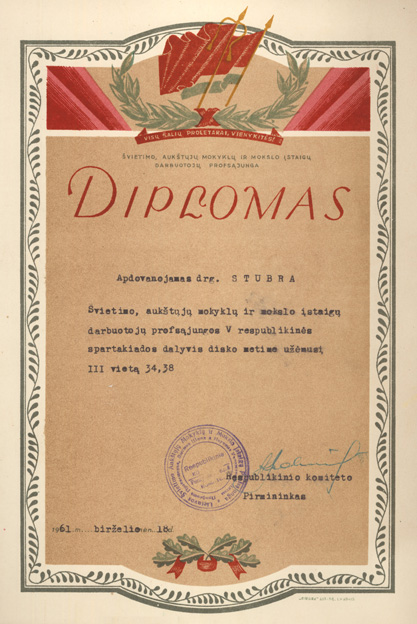 VISŲ ŠALIŲ PROLETARAI, VIENYKITĖS!
ŠVIETIMO, AUKŠTŲJŲ MOKYKLŲ IR MOKSLO ĮSTAIGŲ
DARBUOTOJŲ PROFSĄJUNGA
DIPLOMAS
Apdovanojamas drg. STUBRA
Švietimo, aukštųjų mokyklų ir mokslo įstaigų
darbuotojų profsąjungos V respublikinės
spartakiados dalyvis disko metime užėmusį
III vietą 34,38
Respublikinis
Respublikinio komiteto
Pirmininkas
1961 m. birželio mėn. 18 d.